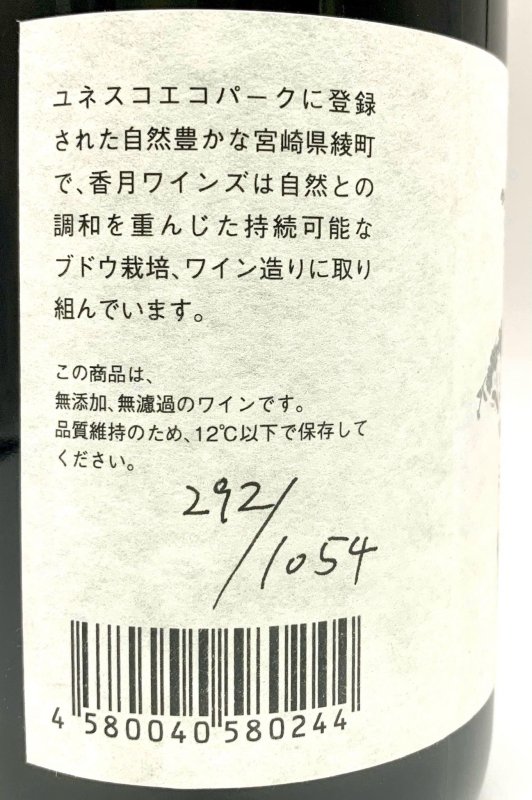 ユネスコエコパークに登録
された自然豊かな宮崎県綾町
で、香月ワインズは自然との
調和を重んじた持続可能な
ブドウ栽培、ワイン造りに取り
組んでいます。
この商品は、
無添加、無濾過のワインです。
品質維持のため、12℃以下で保存して
ください。
292/1054
4 580040 580244